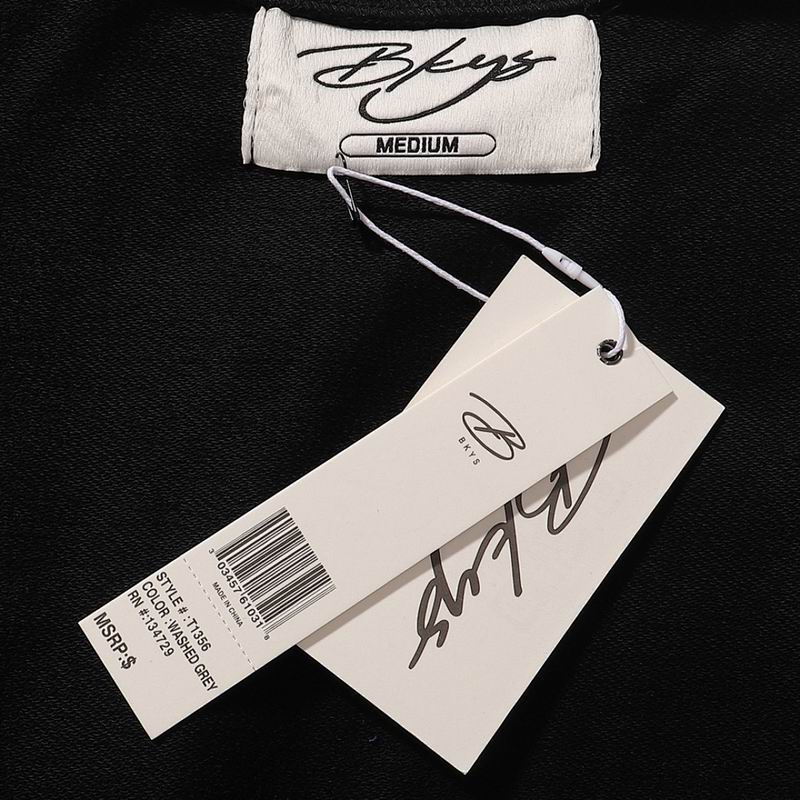 Bkys
MEDIUM
B
BKYS
Bkys
3 03457 61031 8
MADE IN CHINA
STYLE # :T1356
COLOR :WASHED GREY
RN #:134729
MSRP:$